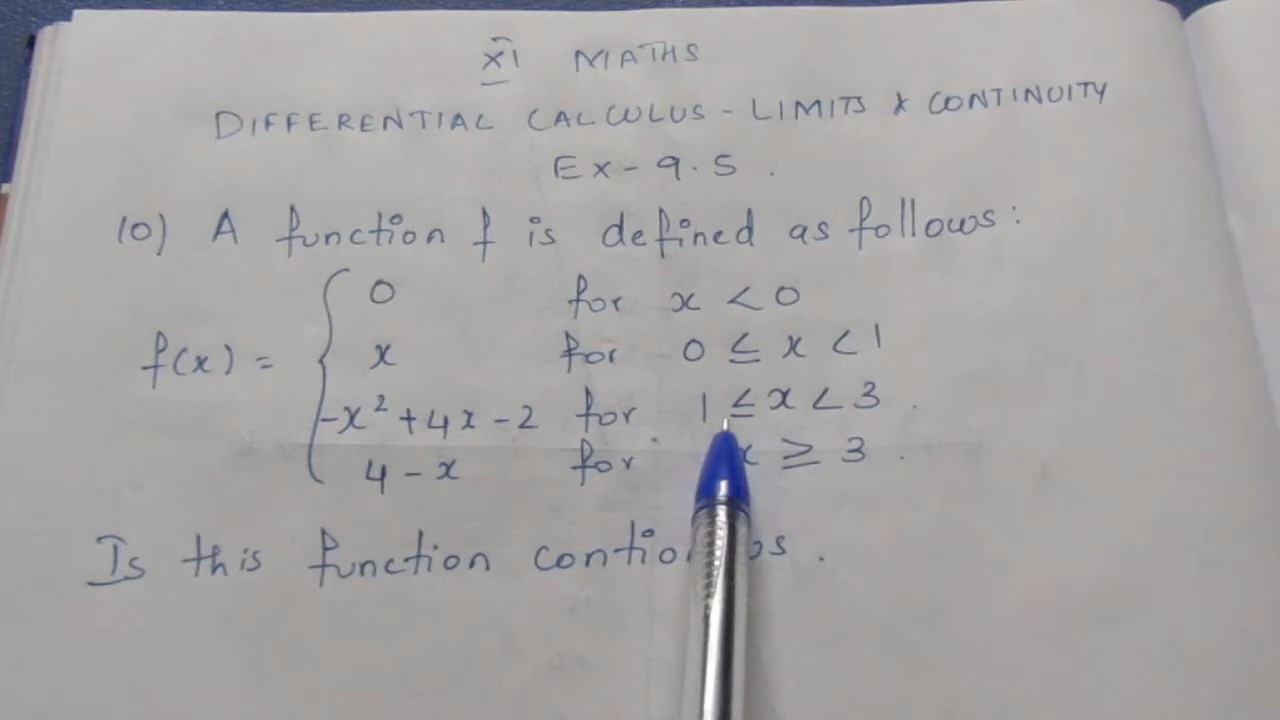 XI MATHS
DIFFERENTIAL CALCULUS - LIMITS & CONTINUITY
Ex - 9.5.
10) A function f is defined as follows:
0 for x < 0
x for 0 ≤ x < 1
f(x) =
-x² + 4x - 2 for 1 ≤ x < 3.
4 - x for x ≥ 3.
Is this function